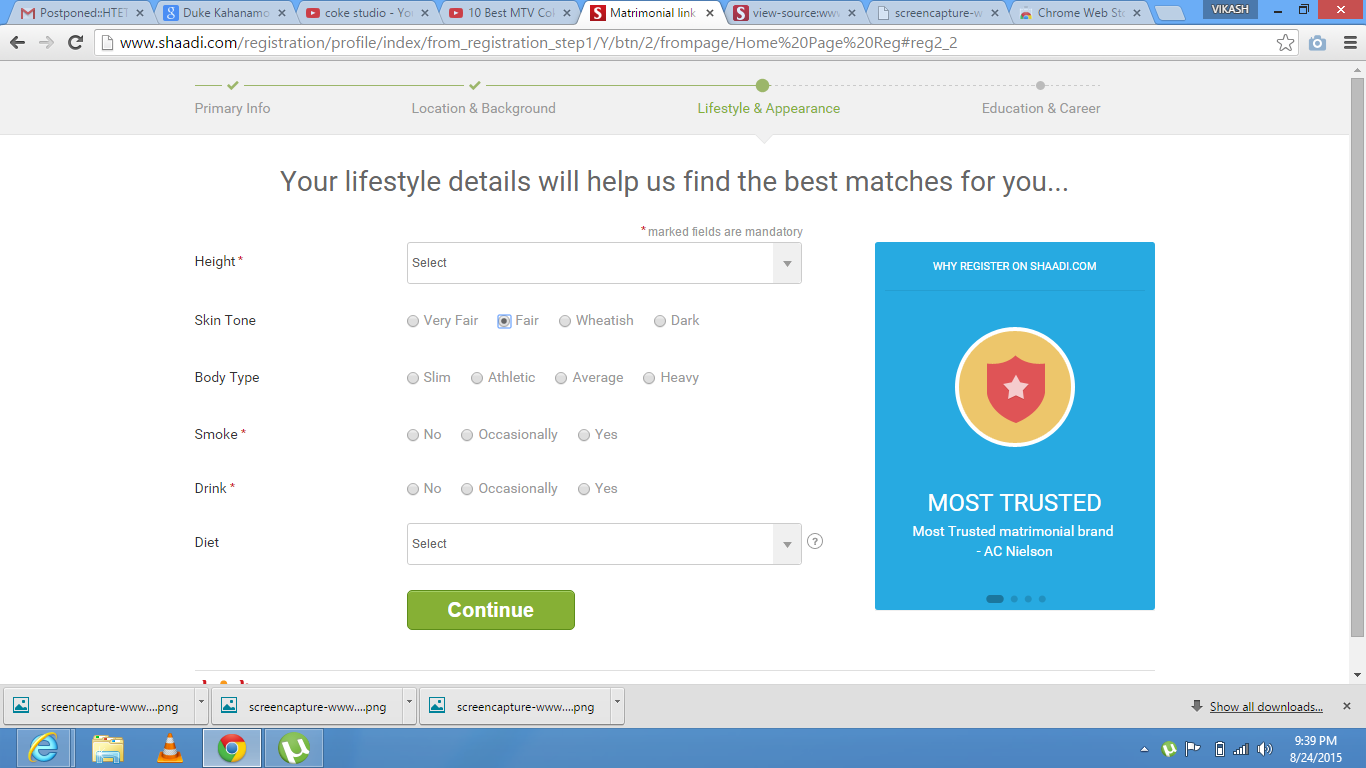 Postponed::HTET
Duke Kahanamo
coke studio - You
10 Best MTV Col
Matrimonial link
view-source:www
screencapture-w
Chrome Web Sto
VIKASH
www.shaadi.com/registration/profile/index/from_registration_step1/Y/btn/2/frompage/Home%20Page%20Reg#reg2_2
Primary Info
Location & Background
Lifestyle & Appearance
Education & Career
Your lifestyle details will help us find the best matches for you...
* marked fields are mandatory
Height *
Select
Skin Tone
Very Fair
Fair
Wheatish
Dark
Body Type
Slim
Athletic
Average
Heavy
Smoke *
No
Occasionally
Yes
Drink *
No
Occasionally
Yes
Diet
Select
?
Continue
WHY REGISTER ON SHAADI.COM
MOST TRUSTED
Most Trusted matrimonial brand
- AC Nielson
screencapture-www....png
screencapture-www....png
screencapture-www....png
Show all downloads...
9:39 PM
8/24/2015